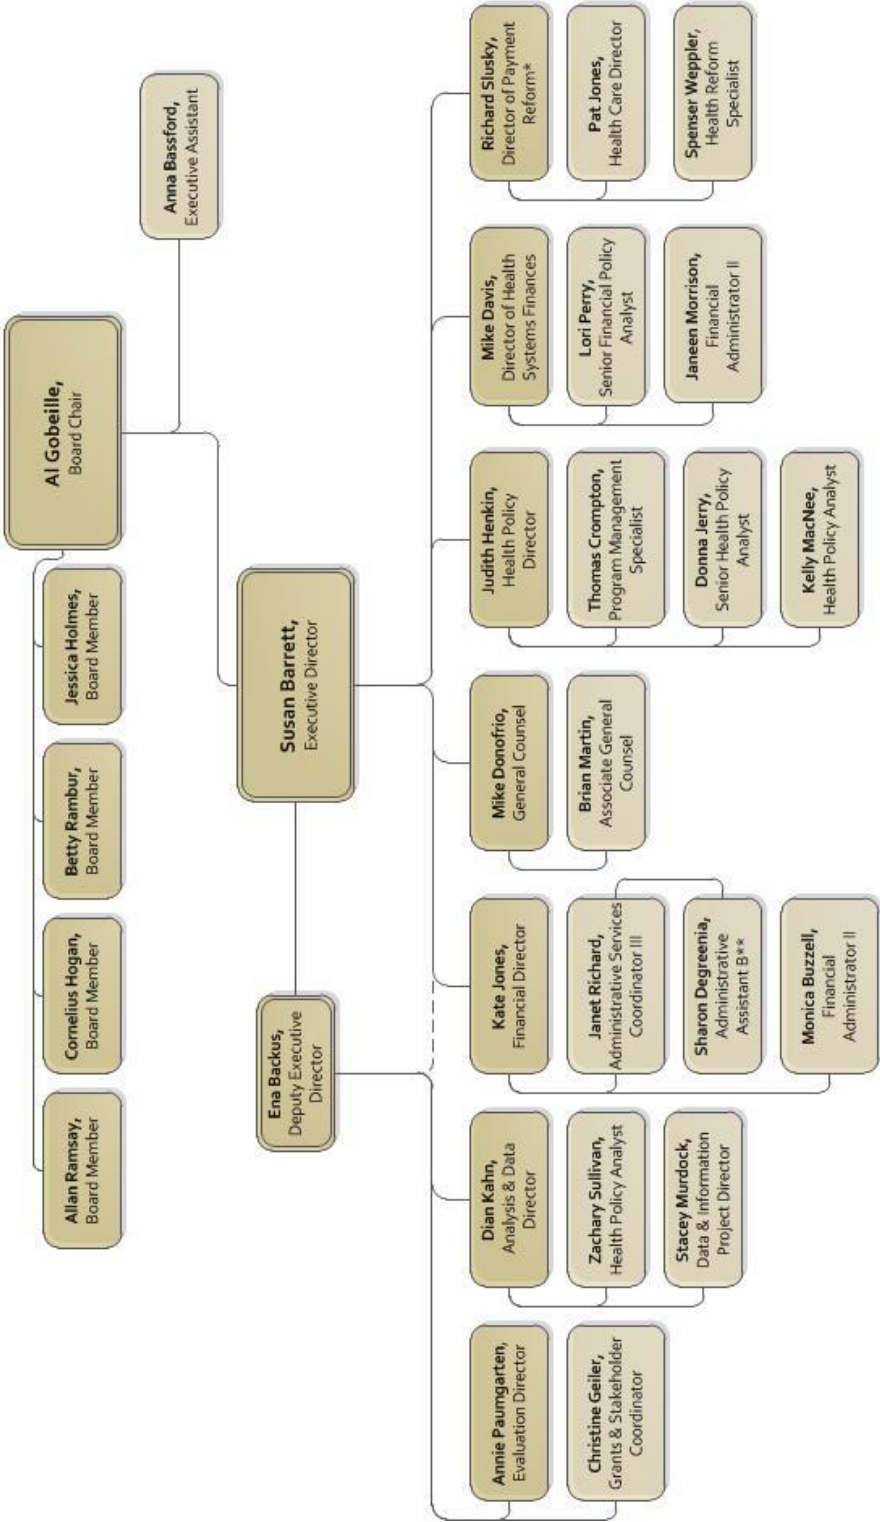 Al Gobeille,
Board Chair
Anna Bassford,
Executive Assistant
Allan Ramsay,
Board Member
Cornelius Hogan,
Board Member
Betty Rambur,
Board Member
Jessica Holmes,
Board Member
Susan Barrett,
Executive Director
Ena Backus,
Deputy Executive
Director
Annie Paumgarten,
Evaluation Director
Christine Geiler,
Grants & Stakeholder
Coordinator
Dian Kahn,
Analysis & Data
Director
Zachary Sullivan,
Health Policy Analyst
Stacey Murdock,
Data & Information
Project Director
Kate Jones,
Financial Director
Janet Richard,
Administrative Services
Coordinator III
Sharon Degreenia,
Administrative
Assistant B**
Monica Buzzell,
Financial
Administrator II
Mike Donofrio,
General Counsel
Brian Martin,
Associate General
Counsel
Judith Henkin,
Health Policy
Director
Thomas Crompton,
Program Management
Specialist
Donna Jerry,
Senior Health Policy
Analyst
Kelly MacNee,
Health Policy Analyst
Mike Davis,
Director of Health
Systems Finances
Lori Perry,
Senior Financial Policy
Analyst
Janeen Morrison,
Financial
Administrator II
Richard Slusky,
Director of Payment
Reform*
Pat Jones,
Health Care Director
Spenser Weppler,
Health Reform
Specialist